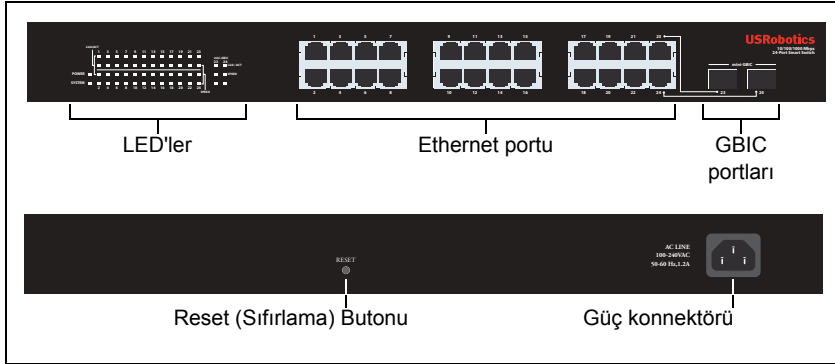 USRobotics
10/100/1000 Mbps
24-Port Smart Switch
1 3 5 7 9 11 13 15 17 19 21 23
mini-GBIC
POWER
SYSTEM
LINK/ACT
SPEED
2 4 6 8 10 12 14 16 18 20 22 24
23
LED'ler
Ethernet portu
GBIC
portları
RESET
AC LINE
100-240VAC
50-60 Hz,1.2A
Reset (Sıfırlama) Butonu
Güç konnektörü